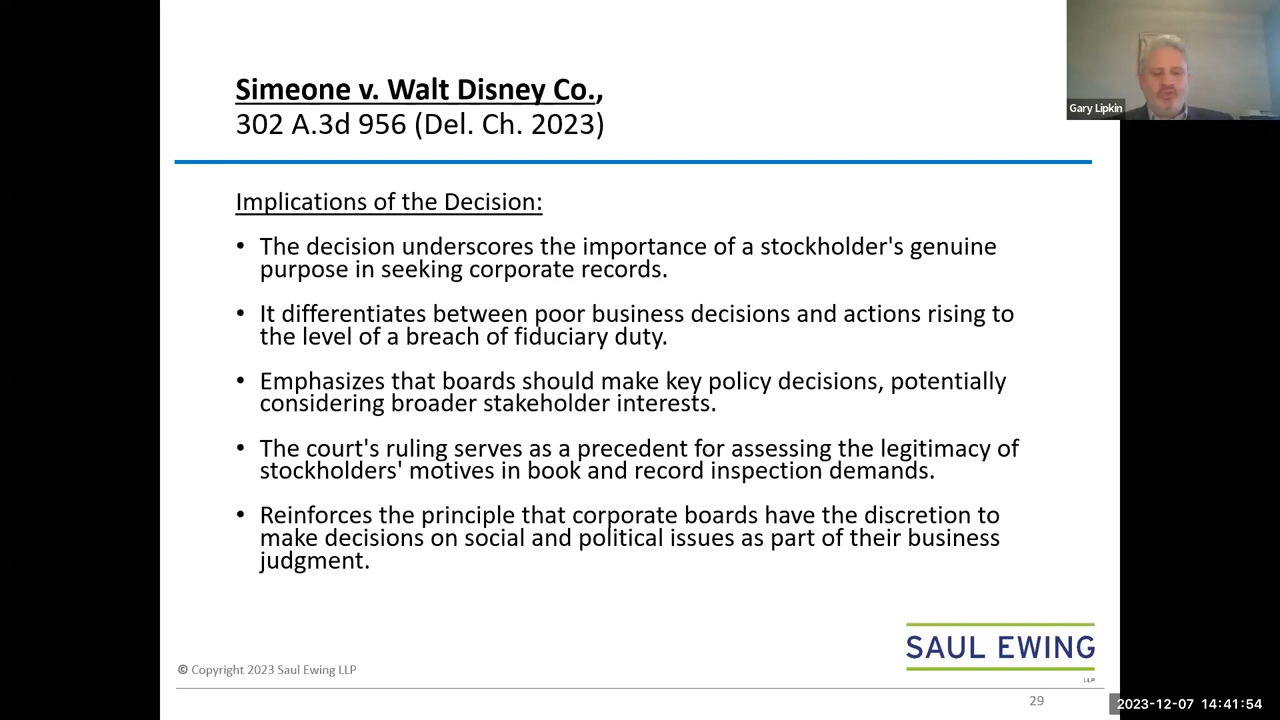 Simeone v. Walt Disney Co.,
302 A.3d 956 (Del. Ch. 2023)
Gary Lipkin
Implications of the Decision:
• The decision underscores the importance of a stockholder's genuine
purpose in seeking corporate records.
• It differentiates between poor business decisions and actions rising to
the level of a breach of fiduciary duty.
• Emphasizes that boards should make key policy decisions, potentially
considering broader stakeholder interests.
• The court's ruling serves as a precedent for assessing the legitimacy of
stockholders' motives in book and record inspection demands.
• Reinforces the principle that corporate boards have the discretion to
make decisions on social and political issues as part of their business
judgment.
SAUL EWING
LLP
© Copyright 2023 Saul Ewing LLP
29
2023-12-07 14:41:54